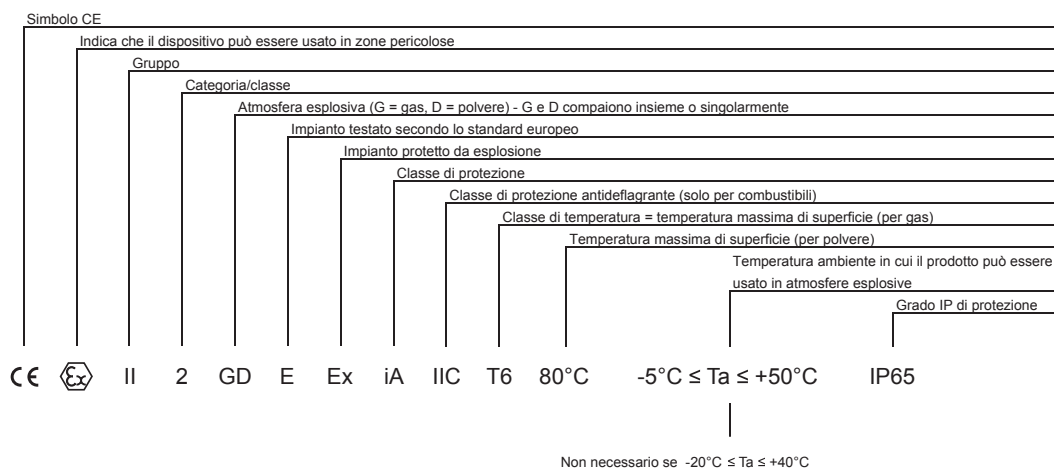 Simbolo CE
Indica che il dispositivo può essere usato in zone pericolose
Gruppo
Categoria/classe
Atmosfera esplosiva (G = gas, D = polvere) - G e D compaiono insieme o singolarmente
Impianto testato secondo lo standard europeo
Impianto protetto da esplosione
Classe di protezione
Classe di protezione antideflagrante (solo per combustibili)
Classe di temperatura = temperatura massima di superficie (per gas)
Temperatura massima di superficie (per polvere)
Temperatura ambiente in cui il prodotto può essere
usato in atmosfere esplosive
Grado IP di protezione
CE Ex II 2 GD E Ex iA IIC T6 80°C -5°C ≤ Ta ≤ +50°C IP65
Non necessario se -20°C ≤ Ta ≤ +40°C